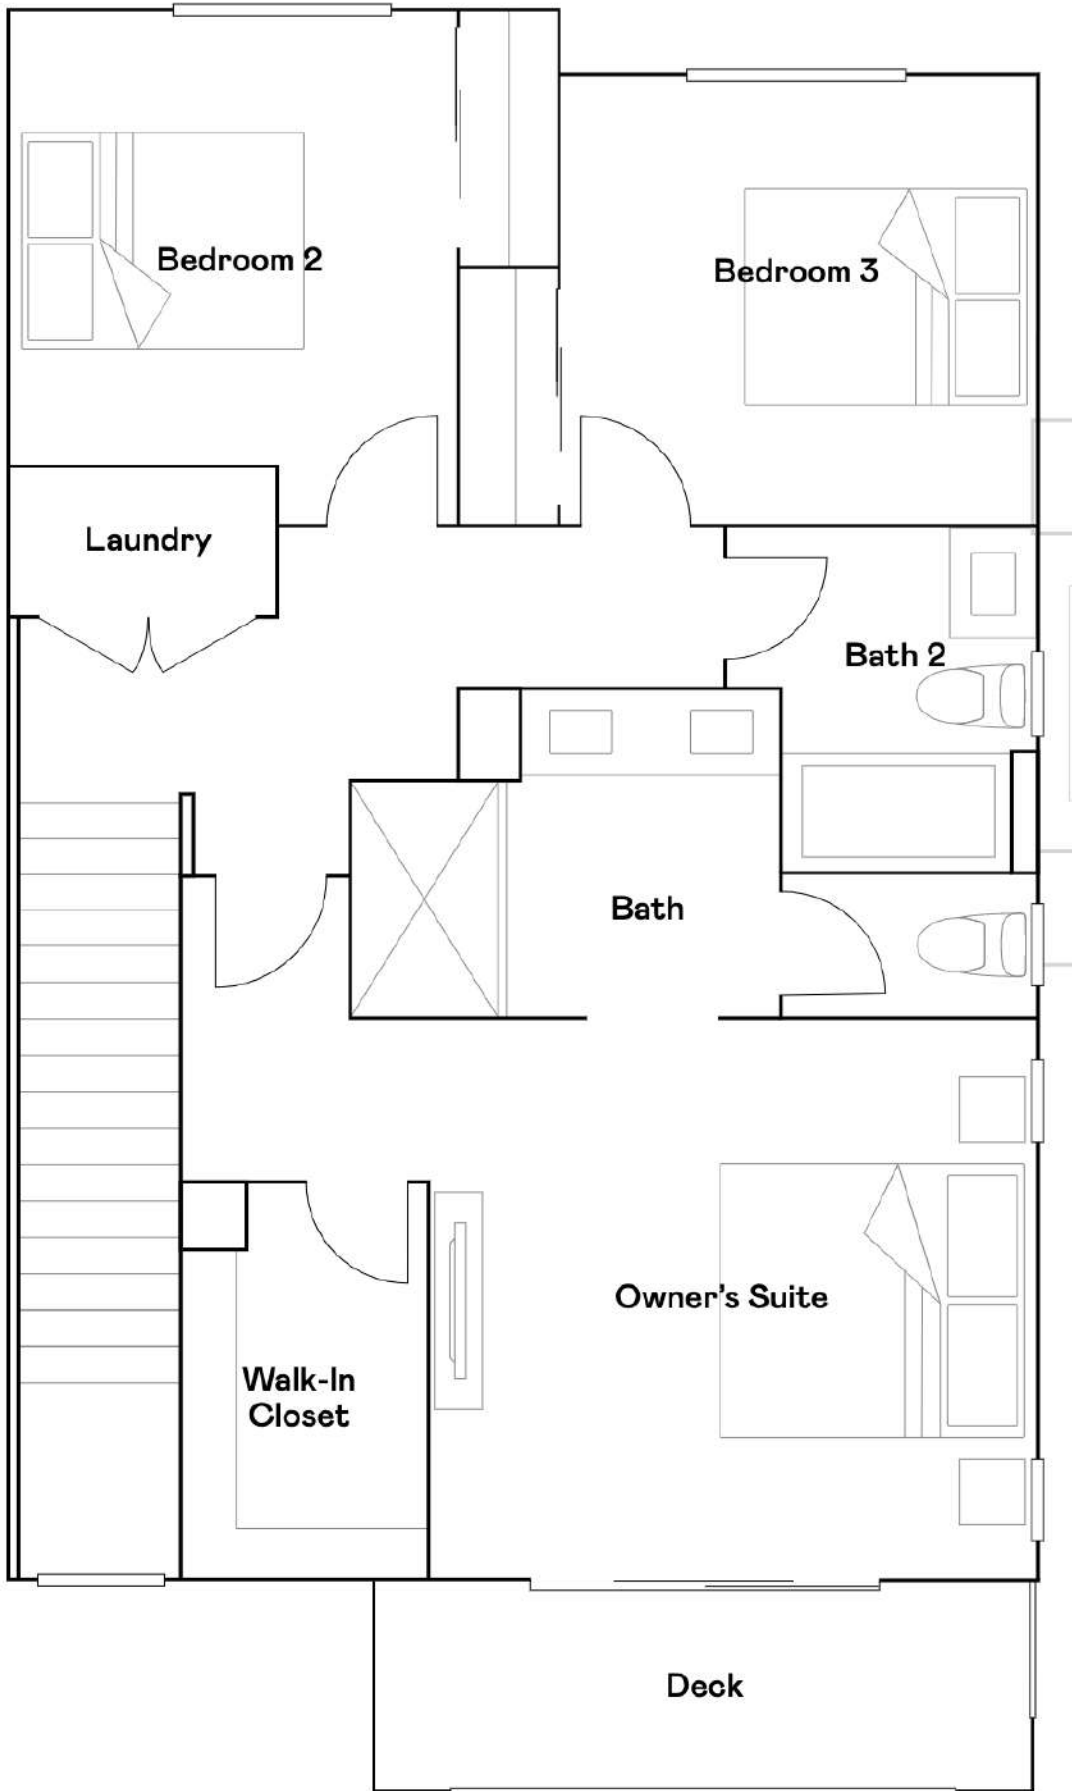 Bedroom 2
Bedroom 3
Laundry
Bath 2
Bath
Owner's Suite
Walk-In
Closet
Deck